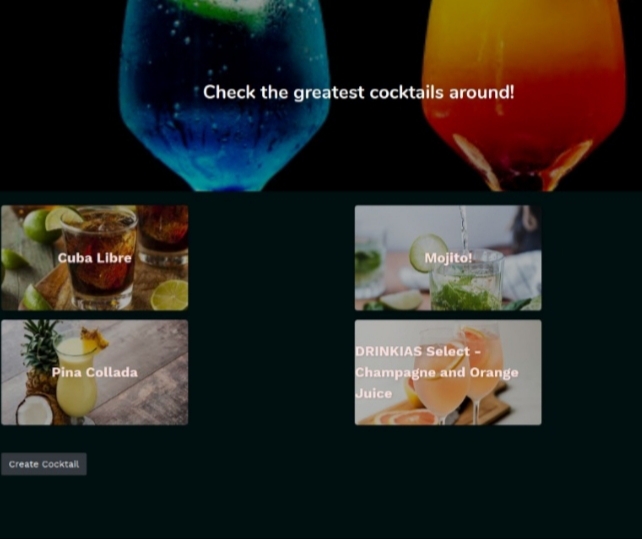 Check the greatest cocktails around!
Cuba Libre
Mojito!
Pina Collada
DRINKIAS Select -
Champagne and Orange
Juice
Create Cocktail